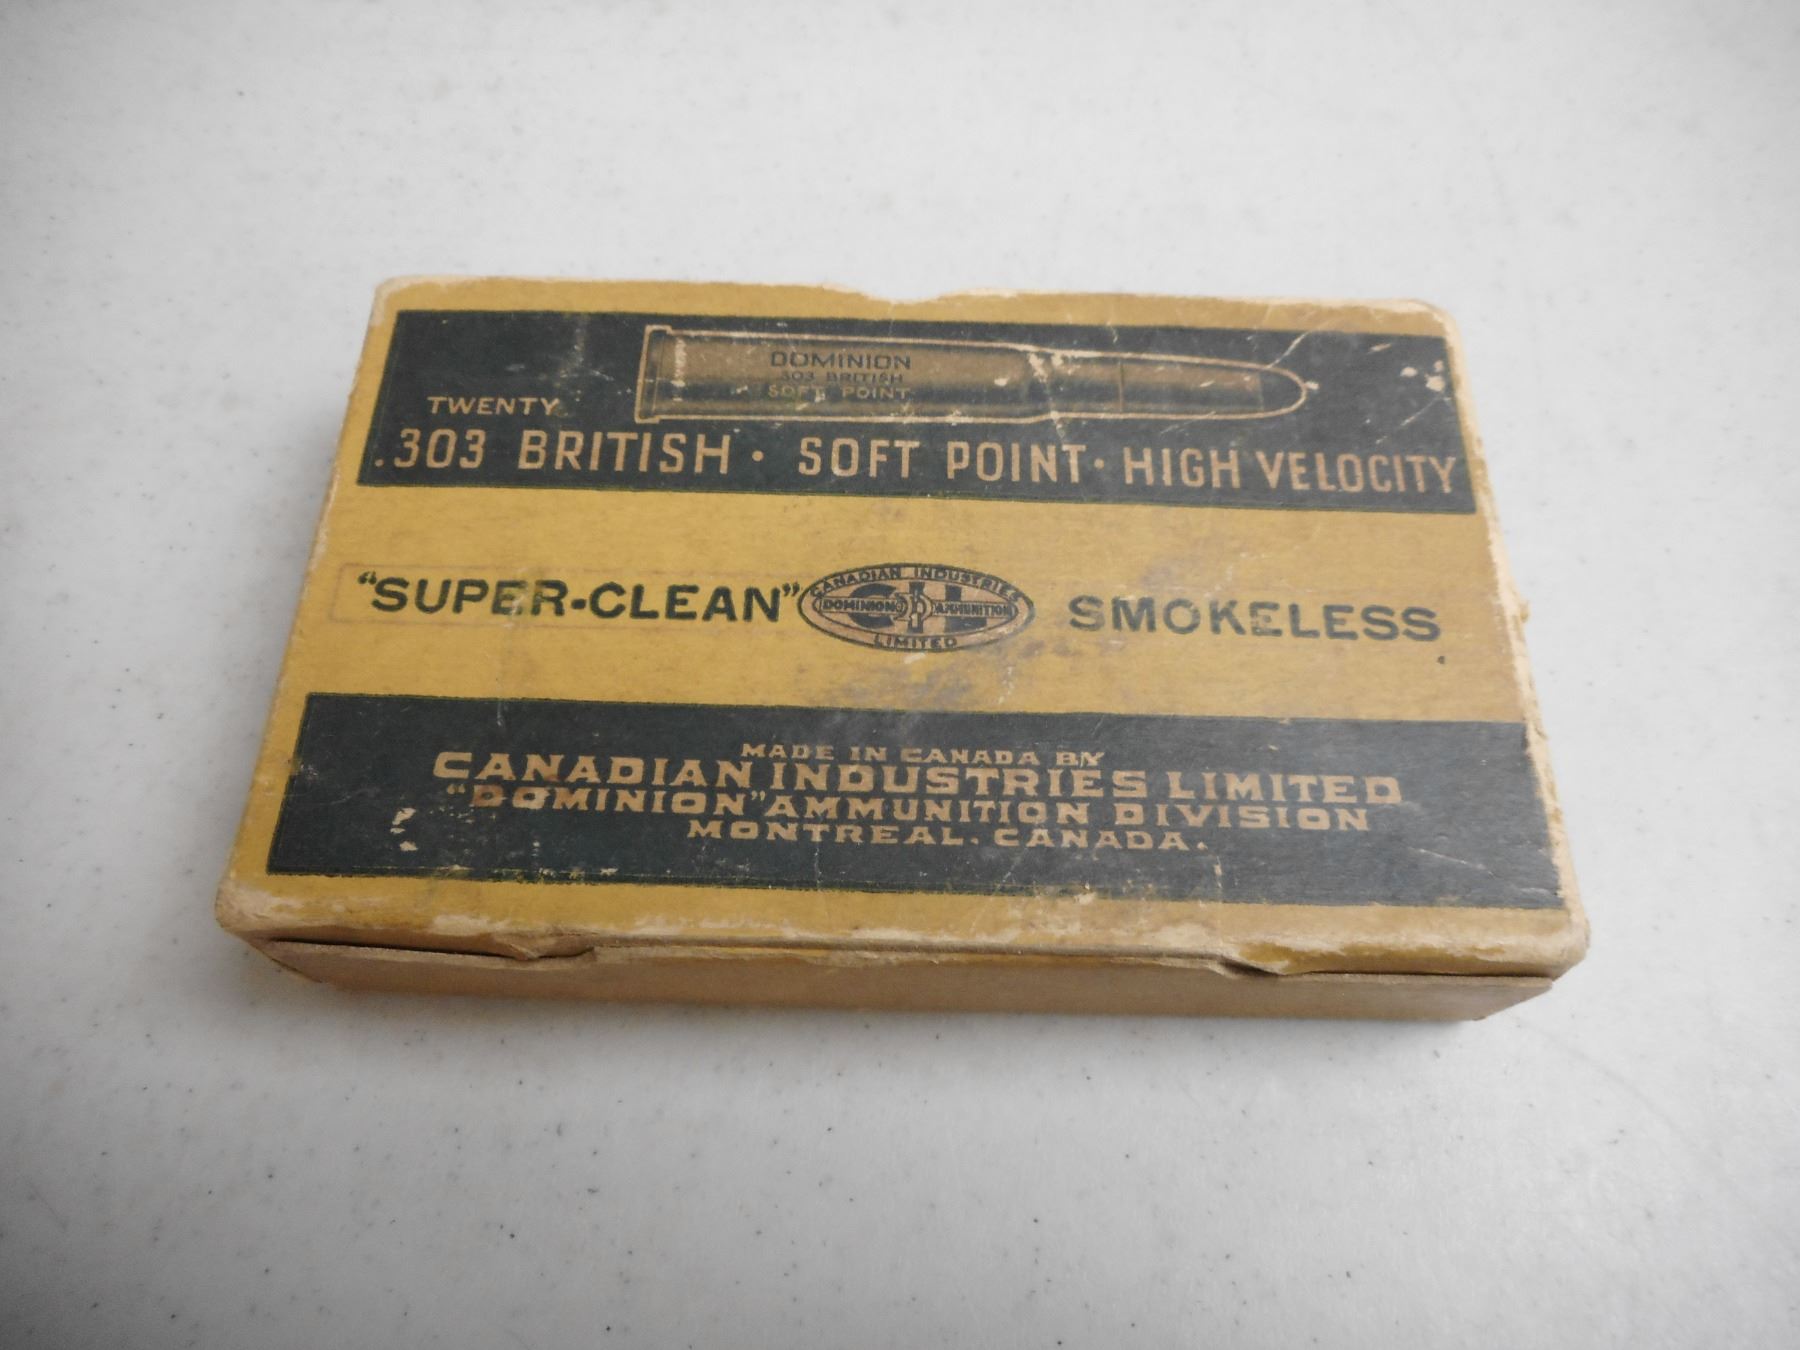 DOMINION
303 BRITISH
SOFT POINT
TWENTY
.303 BRITISH · SOFT POINT · HIGH VELOCITY
"SUPER-CLEAN" SMOKELESS
CANADIAN INDUSTRIES
CIL
DOMINION AMMUNITION
LIMITED
MADE IN CANADA BY
CANADIAN INDUSTRIES LIMITED
"DOMINION" AMMUNITION DIVISION
MONTREAL. CANADA.